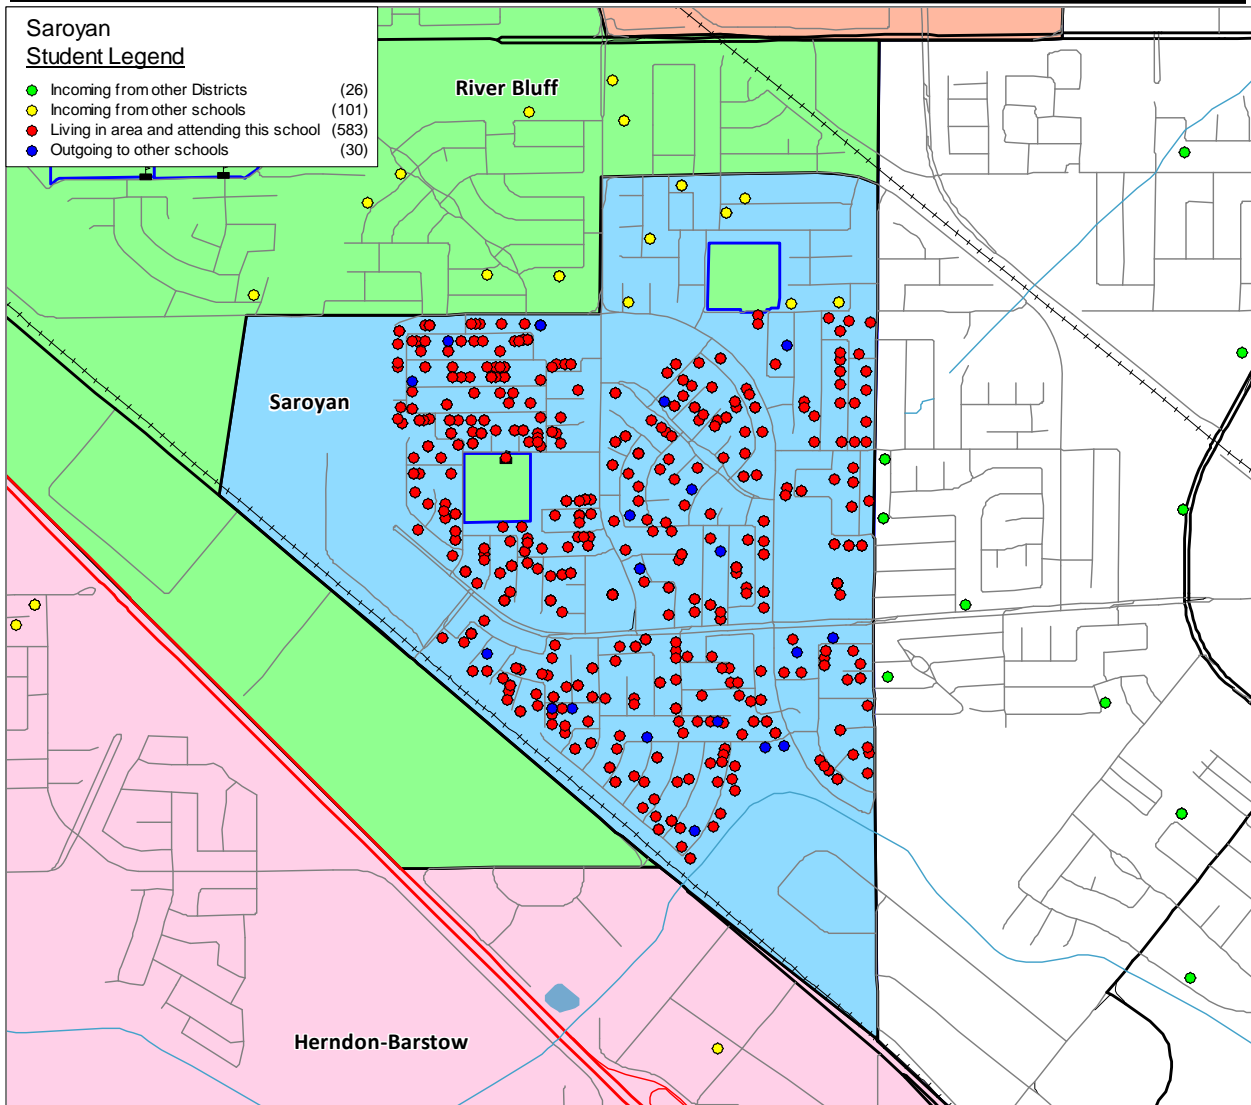 Saroyan
Student Legend
Incoming from other Districts (26)
Incoming from other schools (101)
Living in area and attending this school (583)
Outgoing to other schools (30)
River Bluff
Saroyan
Herndon-Barstow